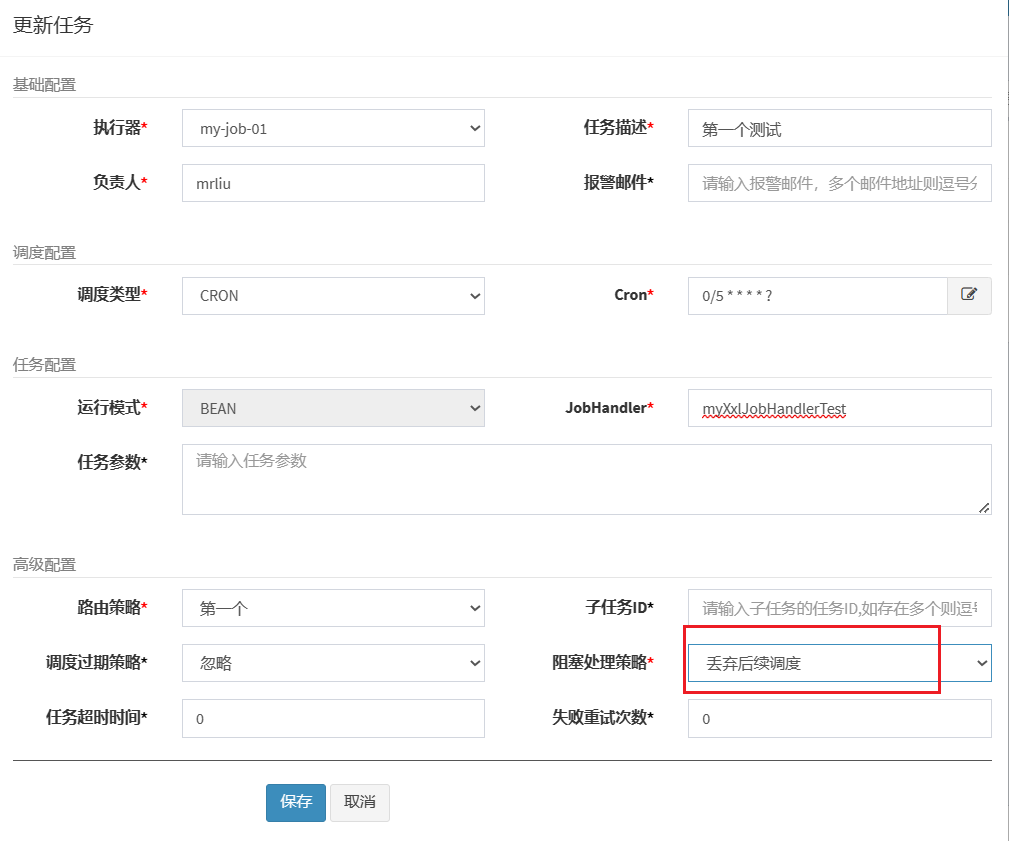 更新任务
基础配置
执行器* my-job-01 任务描述* 第一个测试
负责人* mrliu 报警邮件* 请输入报警邮件，多个邮件地址则逗号分
调度配置
调度类型* CRON Cron* 0/5 * * * * ?
任务配置
运行模式* BEAN JobHandler* myXxlJobHandlerTest
任务参数* 请输入任务参数
高级配置
路由策略* 第一个 子任务ID* 请输入子任务的任务ID,如存在多个则逗号
调度过期策略* 忽略 阻塞处理策略* 丢弃后续调度
任务超时时间* 0 失败重试次数* 0
保存 取消